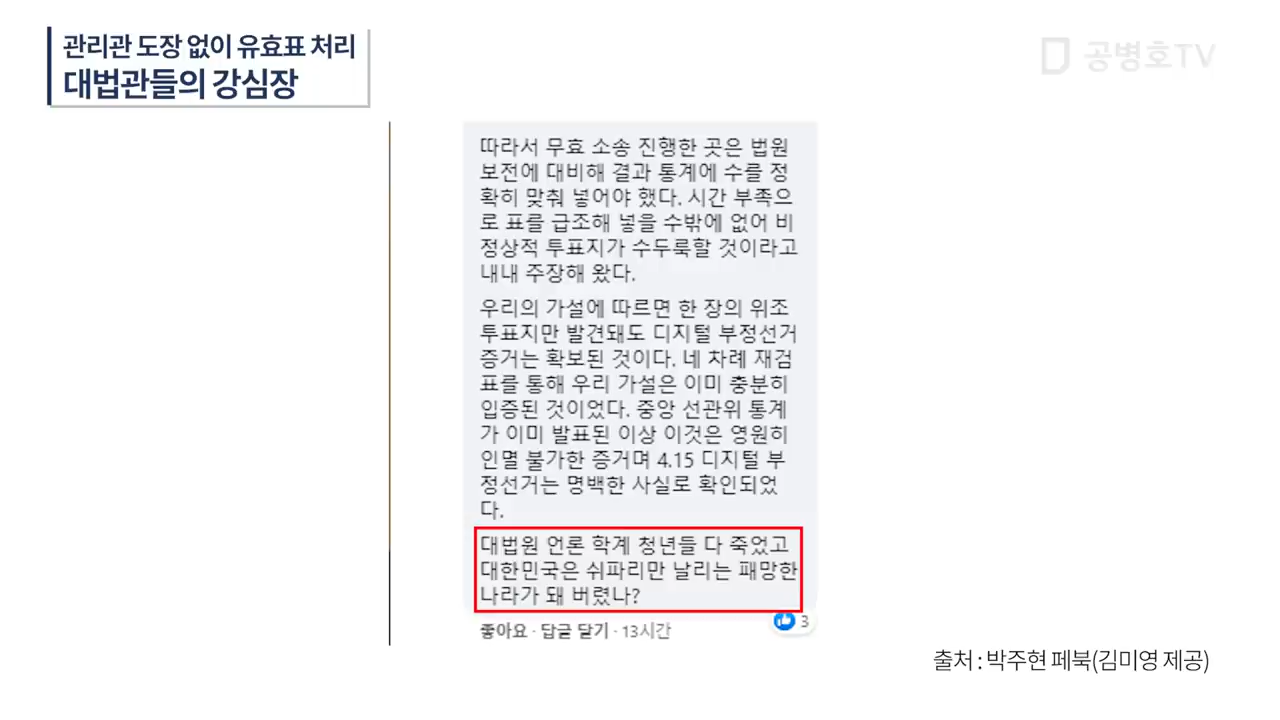 관리관 도장 없이 유효표 처리
대법관들의 강심장
공병호TV
따라서 무효 소송 진행한 곳은 법원
보전에 대비해 결과 통계에 수를 정
확히 맞춰 넣어야 했다. 시간 부족으
로 표를 급조해 넣을 수밖에 없어 비
정상적 투표지가 수두룩할 것이라고
내내 주장해 왔다.
우리의 가설에 따르면 한 장의 위조
투표지만 발견돼도 디지털 부정선거
증거는 확보된 것이다. 네 차례 재검
표를 통해 우리 가설은 이미 충분히
입증된 것이었다. 중앙 선관위 통계
가 이미 발표된 이상 이것은 영원히
인멸 불가한 증거며 4.15 디지털 부
정선거는 명백한 사실로 확인되었
다.
대법원 언론 학계 청년들 다 죽었고
대한민국은 쉬파리만 날리는 패망한
나라가 돼 버렸나?
좋아요 · 답글 달기 · 13시간
3
출처 : 박주현 페북(김미영 제공)